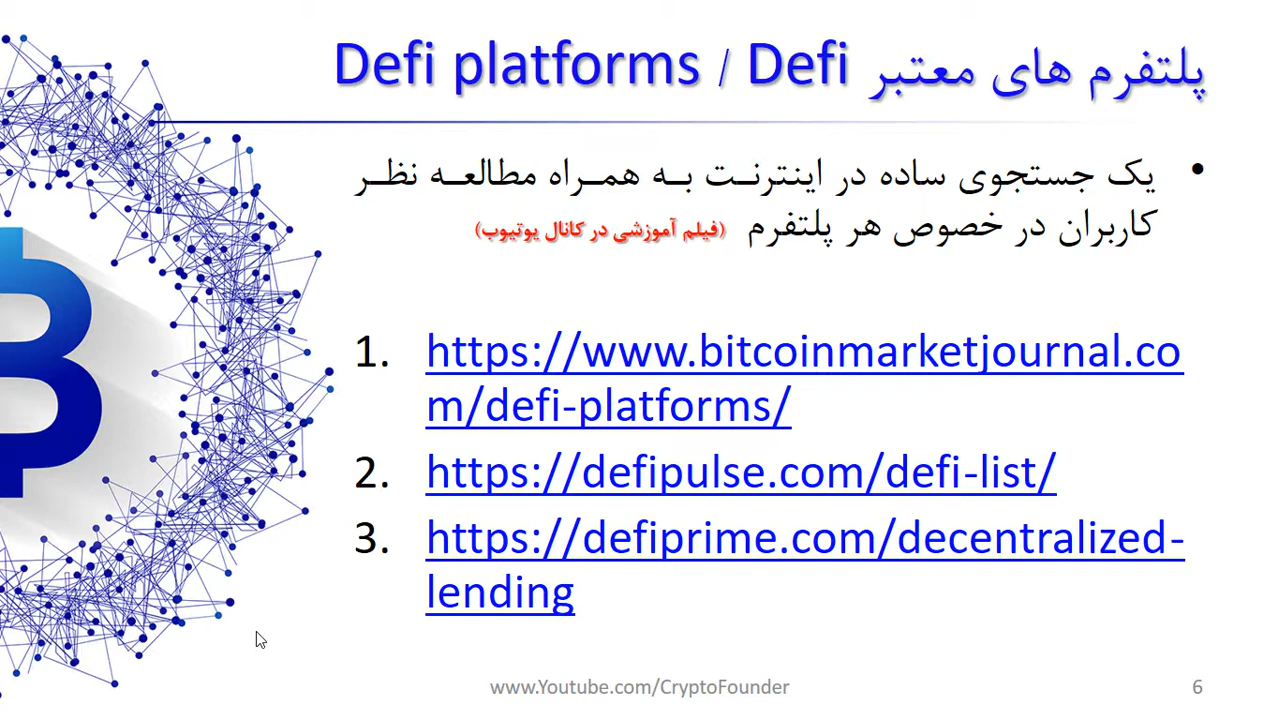 پلتفرم های معتبر Defi platforms / Defi
• یک جستجوی ساده در اینترنت به همراه مطالعه نظر
کاربران در خصوص هر پلتفرم (فیلم آموزشی در کانال یوتیوب)
1. https://www.bitcoinmarketjournal.co
m/defi-platforms/
2. https://defipulse.com/defi-list/
3. https://defiprime.com/decentralized-
lending
www.Youtube.com/CryptoFounder
6